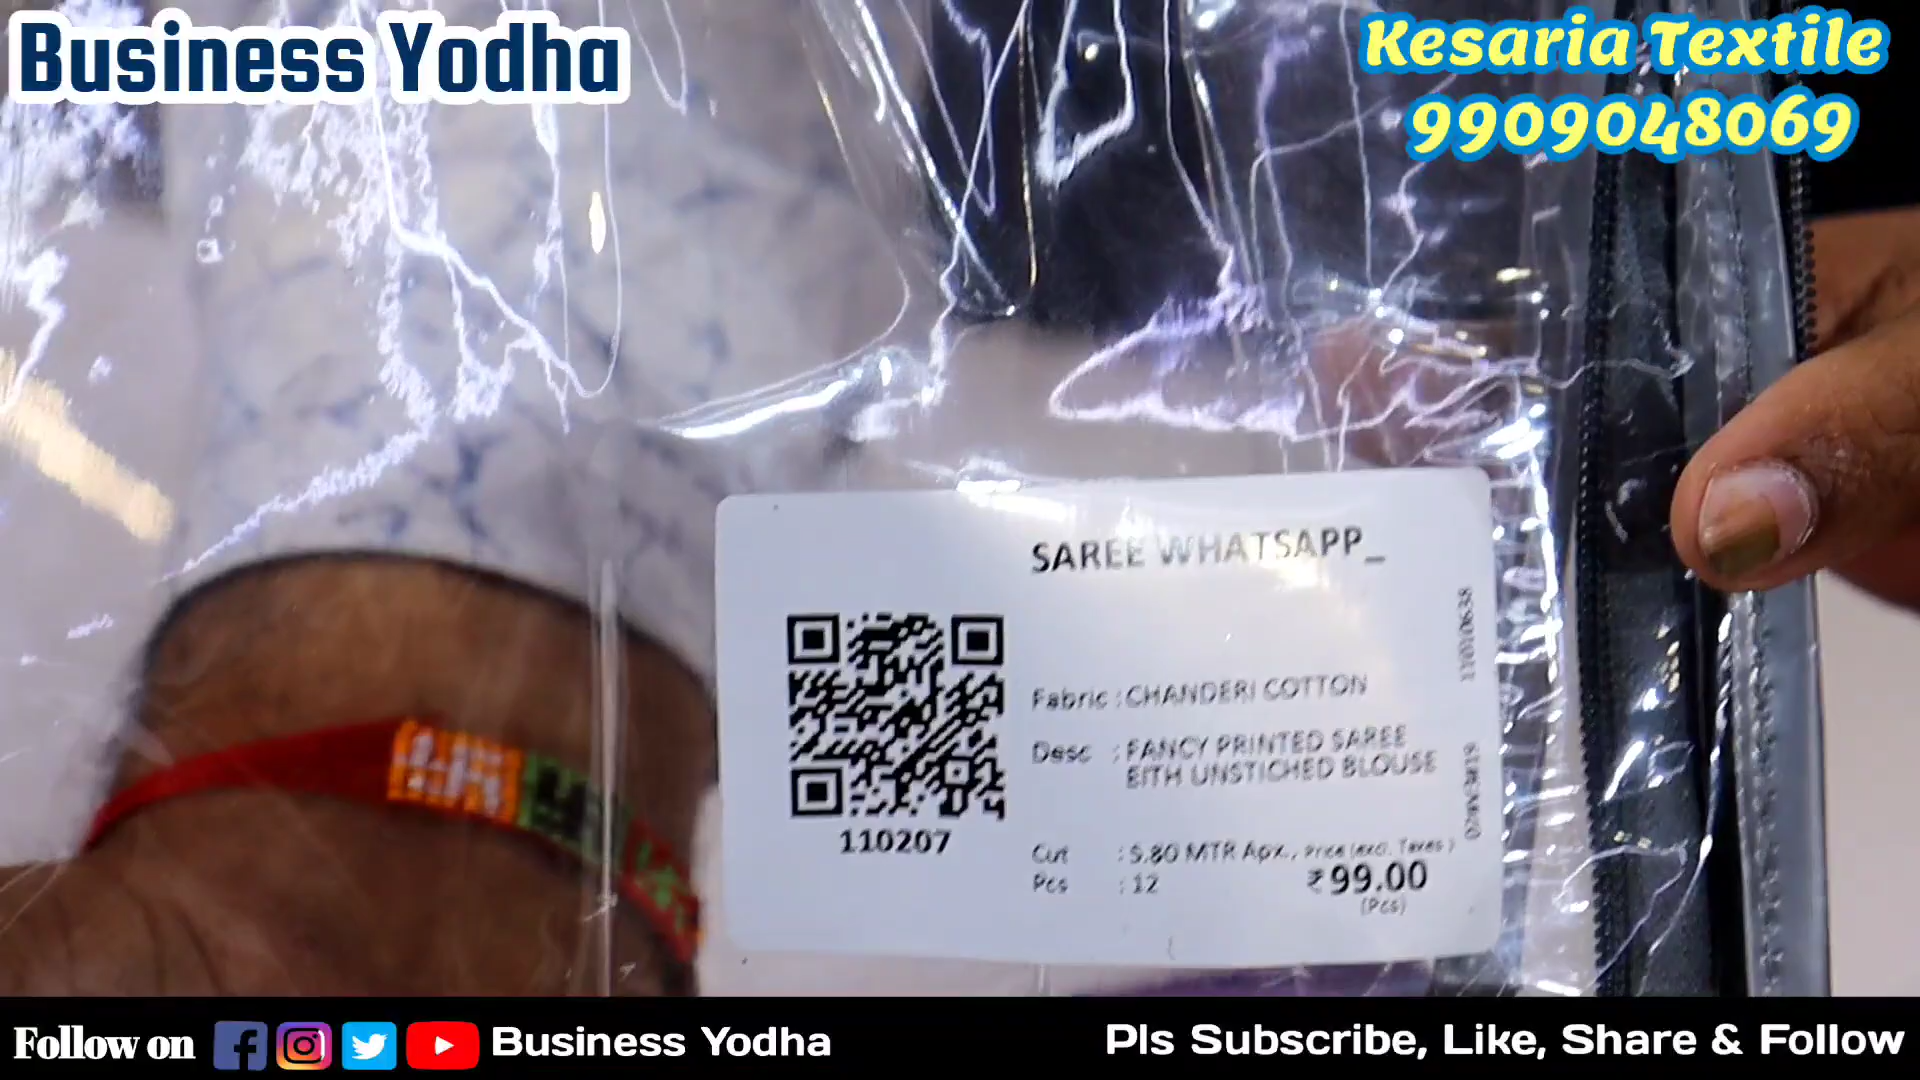 Business Yodha
Kesaria Textile
9909048069
SAREE WHATSAPP_
Fabric : CHANDERI COTTON
Desc : FANCY PRINTED SAREE
EITH UNSTICHED BLOUSE
110207
Cut : 5.80 MTR Apx., Price (excl. Taxes)
Pcs : 12 ₹99.00
(Pcs)
Follow on Business Yodha
Pls Subscribe, Like, Share & Follow